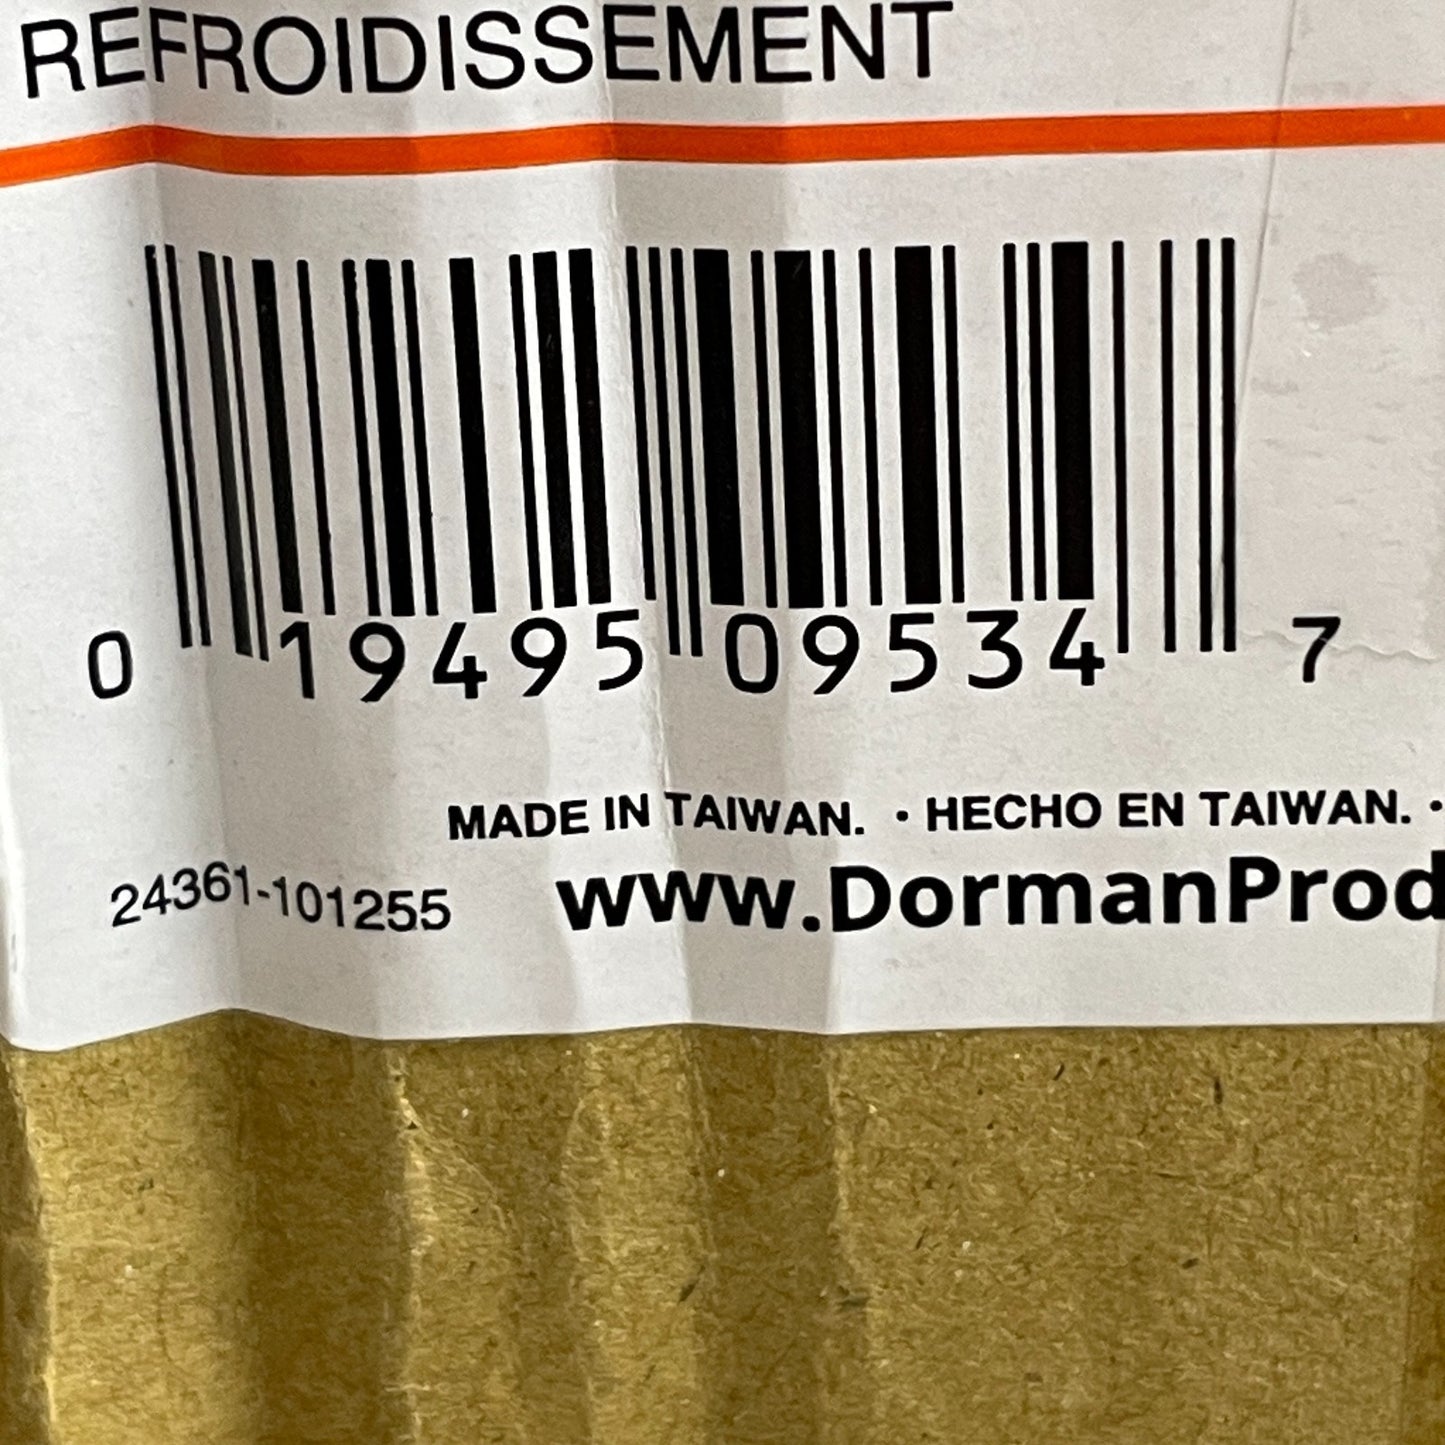 REFROIDISSEMENT
0 19495 09534 7
MADE IN TAIWAN. • HECHO EN TAIWAN. •
24361-101255
www.DormanProd